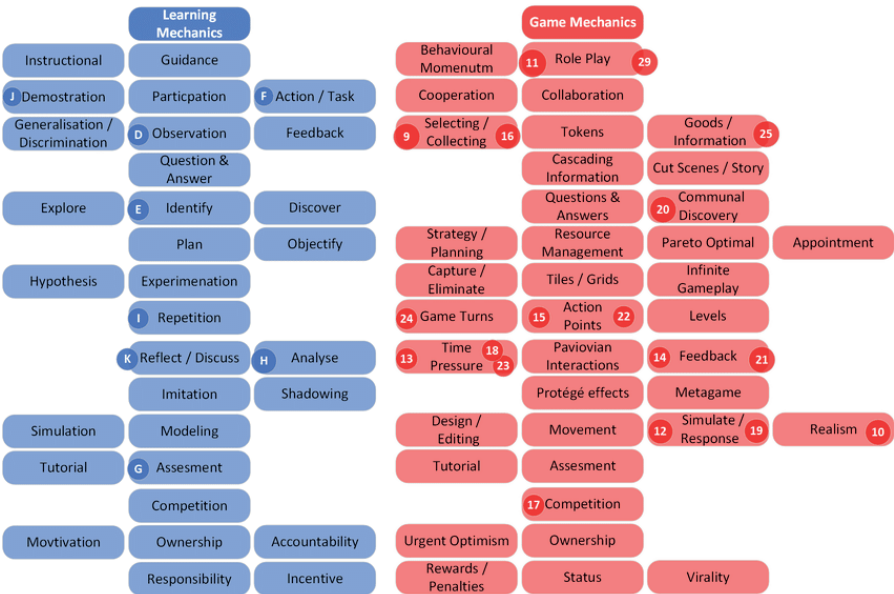 Learning
Mechanics
Instructional
Guidance
J Demostration
Particpation
F Action / Task
Generalisation /
Discrimination
D Observation
Feedback
Question &
Answer
Explore
E Identify
Discover
Plan
Objectify
Hypothesis
Experimenation
I Repetition
K Reflect / Discuss
H Analyse
Imitation
Shadowing
Simulation
Modeling
Tutorial
G Assesment
Competition
Movtivation
Ownership
Accountability
Responsibility
Incentive
Game Mechanics
Behavioural
Momenutm
11 Role Play 29
Cooperation
Collaboration
9 Selecting / 16
Collecting
Tokens
Goods /
Information 25
Cascading
Information
Cut Scenes / Story
Questions &
Answers
20 Communal
Discovery
Strategy /
Planning
Resource
Management
Pareto Optimal
Appointment
Capture /
Eliminate
Tiles / Grids
Infinite
Gameplay
24 Game Turns
15 Action 22
Points
Levels
13 Time 18
Pressure 23
Paviovian
Interactions
14 Feedback 21
Protégé effects
Metagame
Design /
Editing
Movement
12 Simulate / 19
Response
Realism 10
Tutorial
Assesment
17 Competition
Urgent Optimism
Ownership
Rewards /
Penalties
Status
Virality